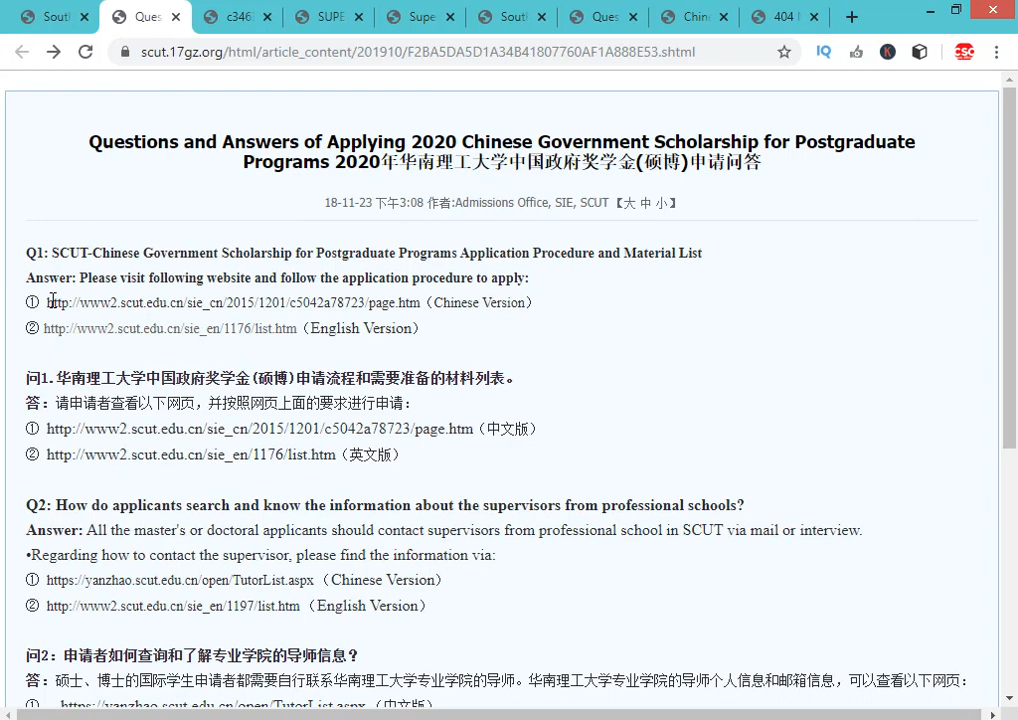 Sout
Ques
c346
SUPE
Supe
Sout
Ques
Chin
404
scut.17gz.org/html/article_content/201910/F2BA5DA5D1A34B41807760AF1A888E53.shtml
IQ
K
CSC
Questions and Answers of Applying 2020 Chinese Government Scholarship for Postgraduate
Programs 2020年华南理工大学中国政府奖学金(硕博)申请问答
18-11-23 下午3:08 作者:Admissions Office, SIE, SCUT 【大 中 小】
Q1: SCUT-Chinese Government Scholarship for Postgraduate Programs Application Procedure and Material List
Answer: Please visit following website and follow the application procedure to apply:
① http://www2.scut.edu.cn/sie_cn/2015/1201/c5042a78723/page.htm（Chinese Version）
② http://www2.scut.edu.cn/sie_en/1176/list.htm（English Version）
问1.华南理工大学中国政府奖学金(硕博)申请流程和需要准备的材料列表。
答：请申请者查看以下网页，并按照网页上面的要求进行申请：
① http://www2.scut.edu.cn/sie_cn/2015/1201/c5042a78723/page.htm（中文版）
② http://www2.scut.edu.cn/sie_en/1176/list.htm（英文版）
Q2: How do applicants search and know the information about the supervisors from professional schools?
Answer: All the master's or doctoral applicants should contact supervisors from professional school in SCUT via mail or interview.
•Regarding how to contact the supervisor, please find the information via:
① https://yanzhao.scut.edu.cn/open/TutorList.aspx（Chinese Version）
② http://www2.scut.edu.cn/sie_en/1197/list.htm（English Version）
问2：申请者如何查询和了解专业学院的导师信息？
答：硕士、博士的国际学生申请者都需要自行联系华南理工大学专业学院的导师。华南理工大学专业学院的导师个人信息和邮箱信息，可以查看以下网页：
① https://yanzhao.scut.edu.cn/open/TutorList.aspx（中文版）